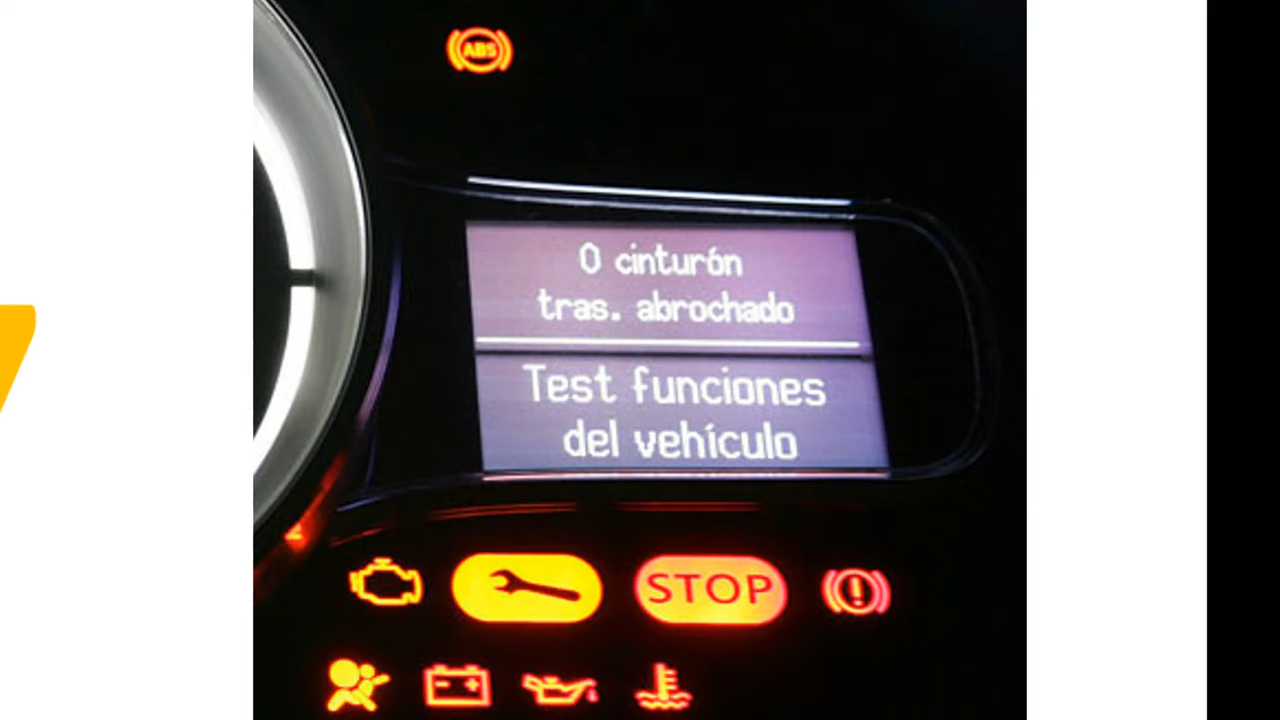 ABS
0 cinturón
tras. abrochado
Test funciones
del vehículo
STOP